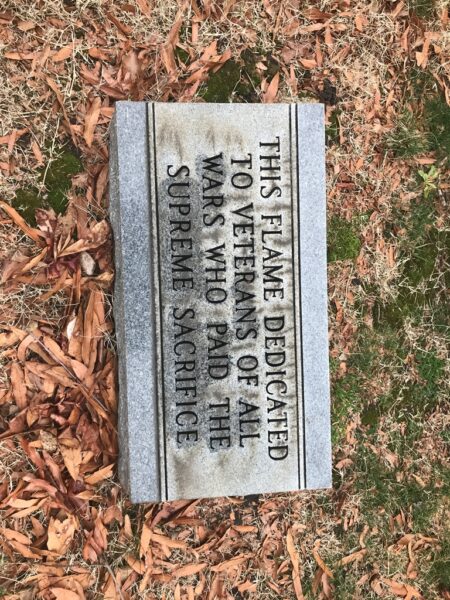 THIS FLAME DEDICATED
TO VETERANS OF ALL
WARS WHO PAID THE
SUPREME SACRIFICE